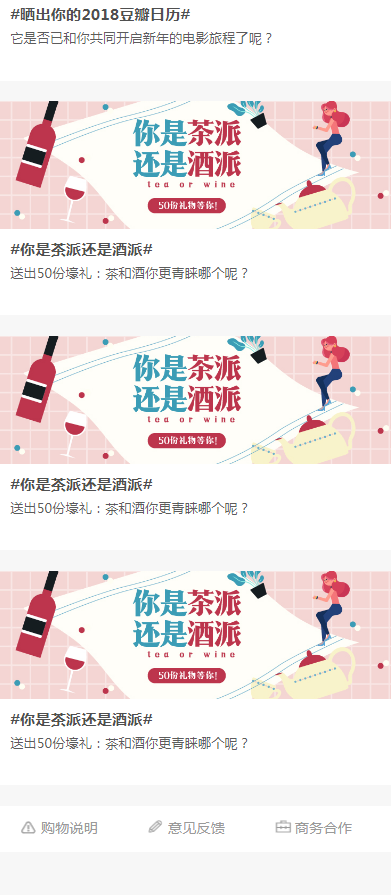 #晒出你的2018豆瓣日历#
它是否已和你共同开启新年的电影旅程了呢？
你是茶派
还是酒派
tea or wine
50份礼物等你!
#你是茶派还是酒派#
送出50份壕礼：茶和酒你更青睐哪个呢？
你是茶派
还是酒派
tea or wine
50份礼物等你!
#你是茶派还是酒派#
送出50份壕礼：茶和酒你更青睐哪个呢？
你是茶派
还是酒派
tea or wine
50份礼物等你!
#你是茶派还是酒派#
送出50份壕礼：茶和酒你更青睐哪个呢？
购物说明 意见反馈 商务合作